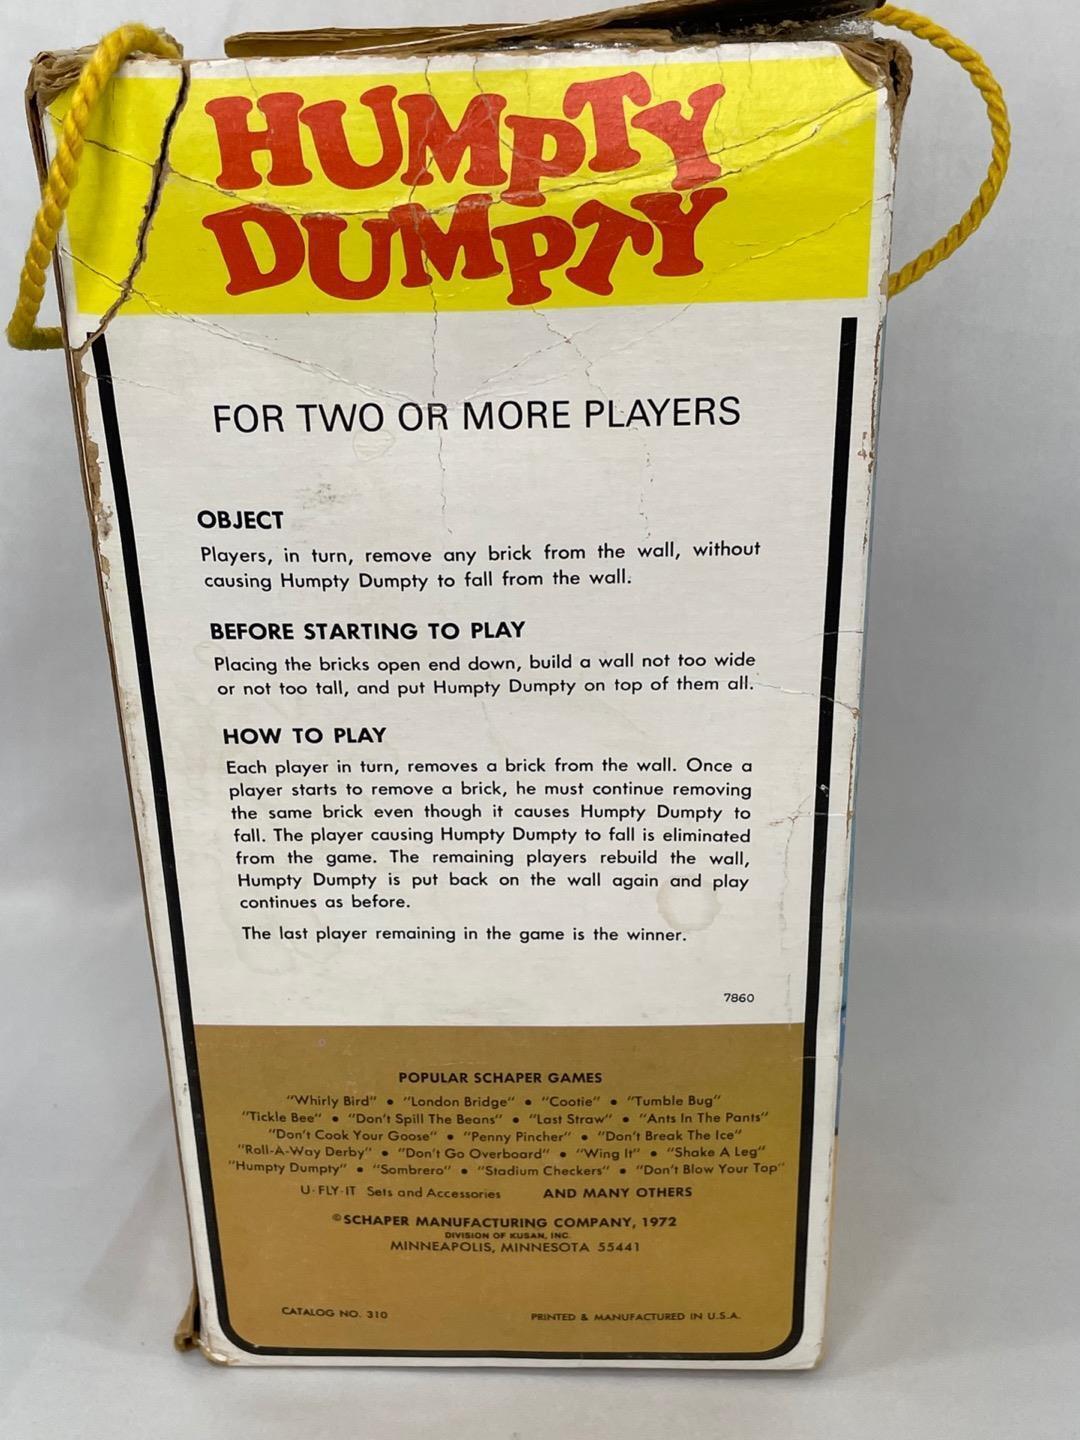 HUMPTY
DUMPTY
FOR TWO OR MORE PLAYERS
OBJECT
Players, in turn, remove any brick from the wall, without
causing Humpty Dumpty to fall from the wall.
BEFORE STARTING TO PLAY
Placing the bricks open end down, build a wall not too wide
or not too tall, and put Humpty Dumpty on top of them all.
HOW TO PLAY
Each player in turn, removes a brick from the wall. Once a
player starts to remove a brick, he must continue removing
the same brick even though it causes Humpty Dumpty to
fall. The player causing Humpty Dumpty to fall is eliminated
from the game. The remaining players rebuild the wall,
Humpty Dumpty is put back on the wall again and play
continues as before.
The last player remaining in the game is the winner.
7860
POPULAR SCHAPER GAMES
"Whirly Bird" • "London Bridge" • "Cootie" • "Tumble Bug"
"Tickle Bee" • "Don't Spill The Beans" • "Last Straw" • "Ants In The Pants"
"Don't Cook Your Goose" • "Penny Pincher" • "Don't Break The Ice"
"Roll-A-Way Derby" • "Don't Go Overboard" • "Wing It" • "Shake A Leg"
"Humpty Dumpty" • "Sombrero" • "Stadium Checkers" • "Don't Blow Your Top"
U-FLY-IT Sets and Accessories AND MANY OTHERS
©SCHAPER MANUFACTURING COMPANY, 1972
DIVISION OF KUSAN, INC.
MINNEAPOLIS, MINNESOTA 55441
CATALOG NO. 310 PRINTED & MANUFACTURED IN U.S.A.